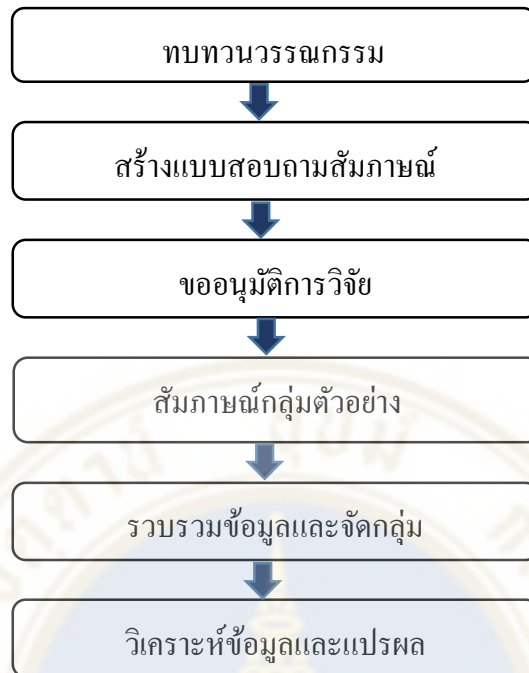 ทบทวนวรรณกรรม
สร้างแบบสอบถามสัมภาษณ์
ขออนุมัติการวิจัย
สัมภาษณ์กลุ่มตัวอย่าง
รวบรวมข้อมูลและจัดกลุ่ม
วิเคราะห์ข้อมูลและแปรผล